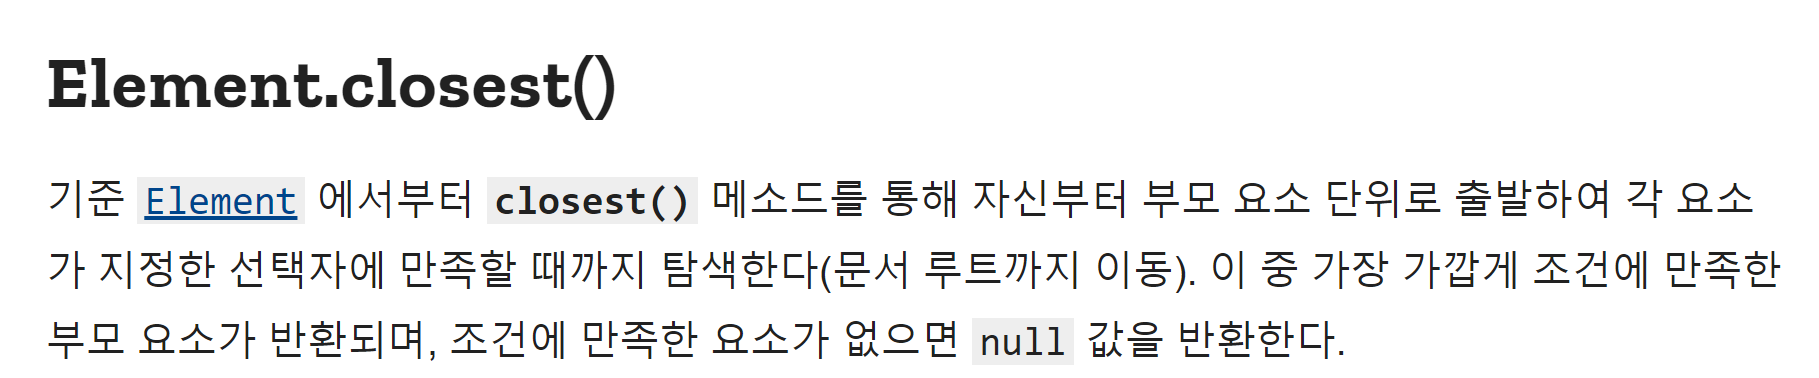 Element.closest()
기준 Element 에서부터 closest() 메소드를 통해 자신부터 부모 요소 단위로 출발하여 각 요소
가 지정한 선택자에 만족할 때까지 탐색한다(문서 루트까지 이동). 이 중 가장 가깝게 조건에 만족한
부모 요소가 반환되며, 조건에 만족한 요소가 없으면 null 값을 반환한다.